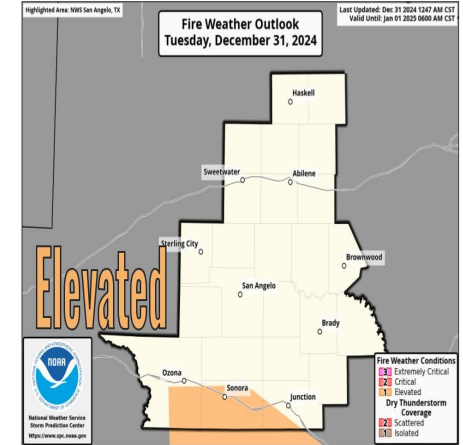 Highlighted Area: NWS San Angelo, TX
Fire Weather Outlook
Tuesday, December 31, 2024
Last Updated: Dec 31 2024 1247 AM CST
Valid Until: Jan 01 2025 0600 AM CST
Haskell
Sweetwater
Abilene
Sterling City
Brownwood
Elevated
San Angelo
Brady
Ozona
Sonora
Junction
NOAA
National Weather Service
Storm Prediction Center
https://www.spc.noaa.gov
Fire Weather Conditions
3 Extremely Critical
2 Critical
1 Elevated
Dry Thunderstorm
Coverage
2 Scattered
1 Isolated